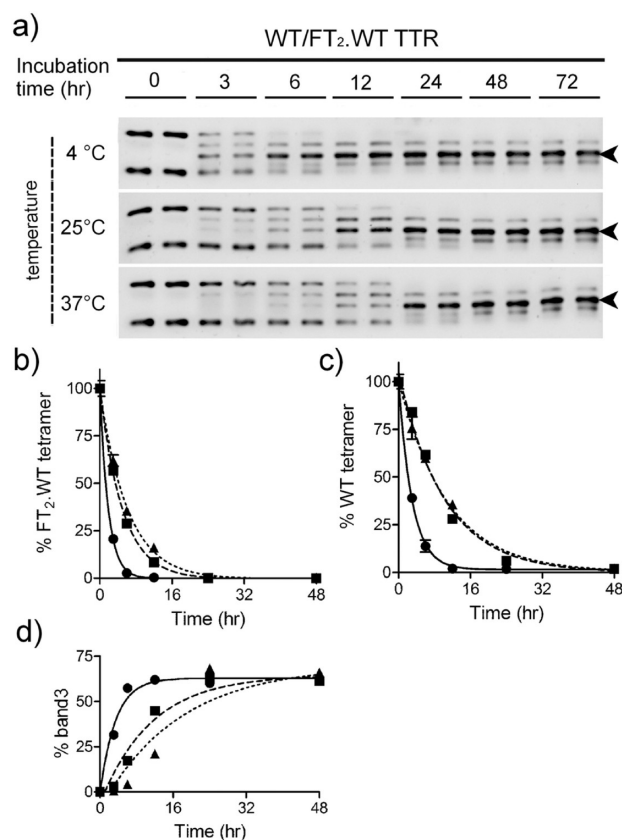 a)
WT/FT₂.WT TTR
Incubation time (hr)
0 3 6 12 24 48 72
temperature
4 °C
25°C
37°C
b)
% FT₂.WT tetramer
100
75
50
25
0
0 16 32 48
Time (hr)
c)
% WT tetramer
100
75
50
25
0
0 16 32 48
Time (hr)
d)
% band3
75
50
25
0
0 16 32 48
Time (hr)